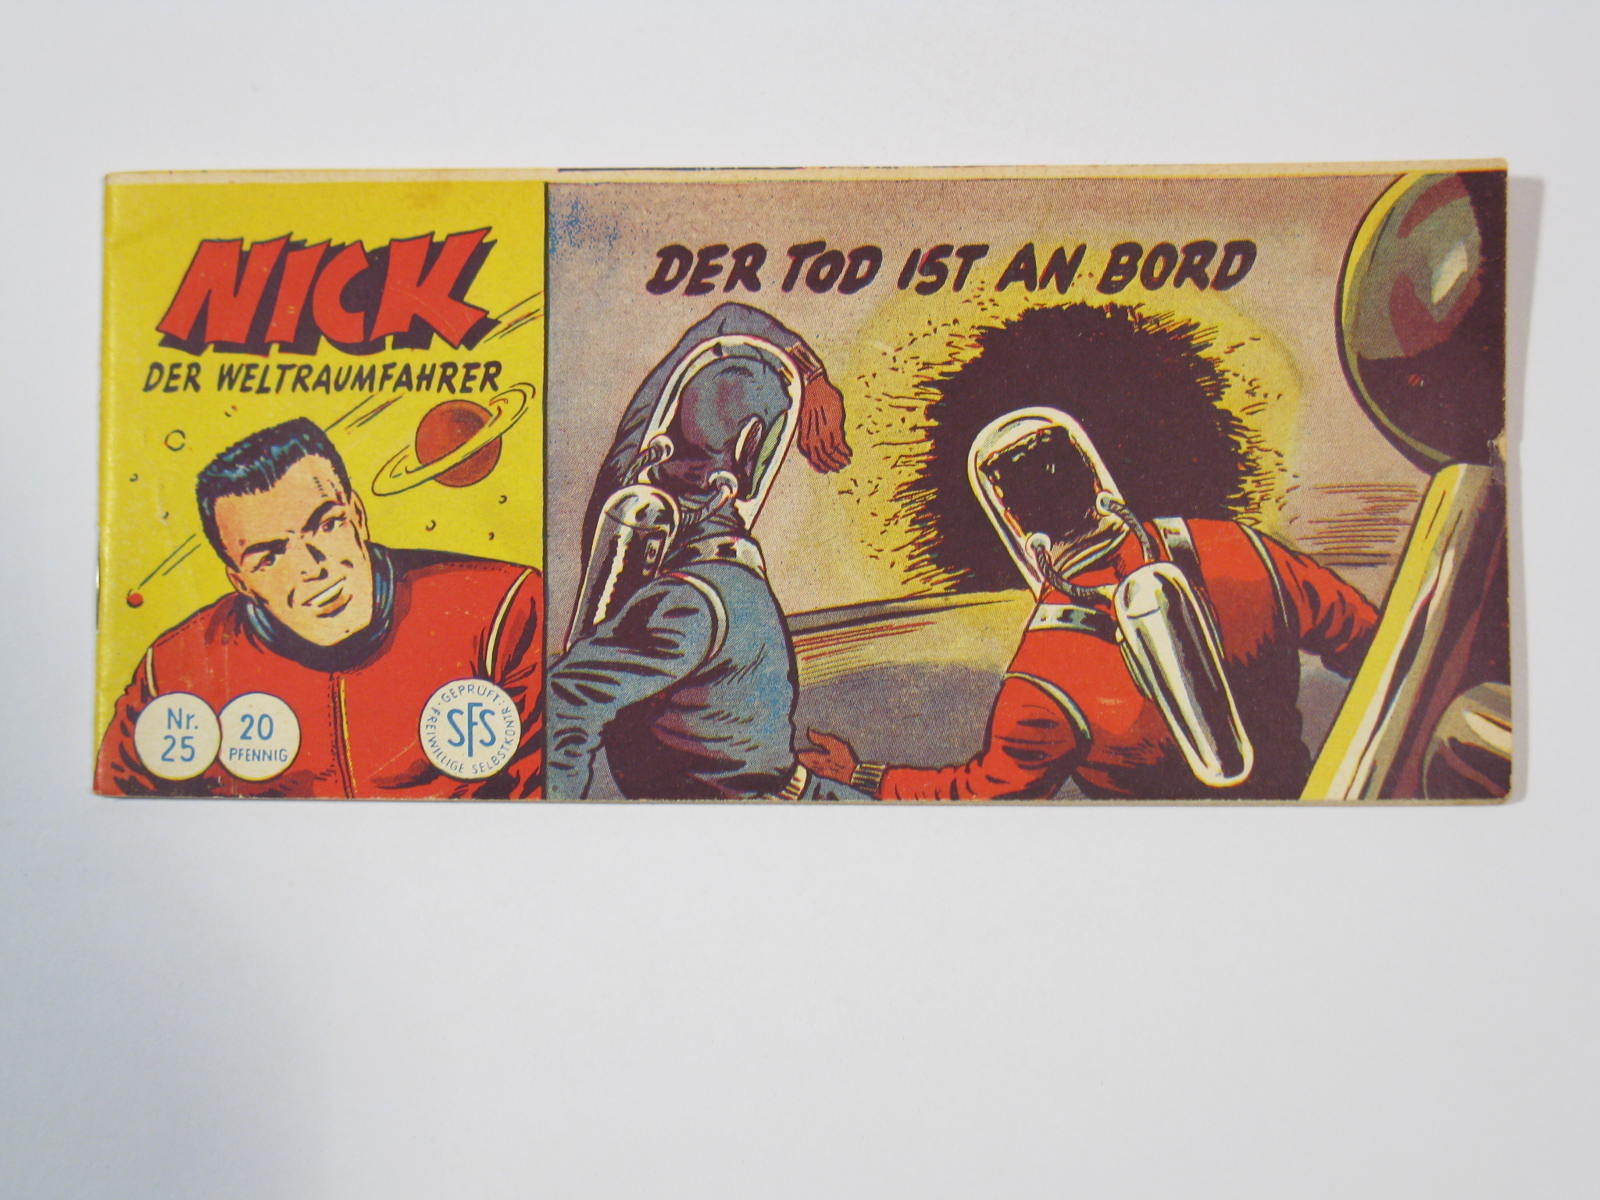 NICK
DER WELTRAUMFAHRER
Nr.
25
20
PFENNIG
GEPRÜFT:
FREIWILLIGE SELBSTKONTR.
SFS
DER TOD IST AN BORD